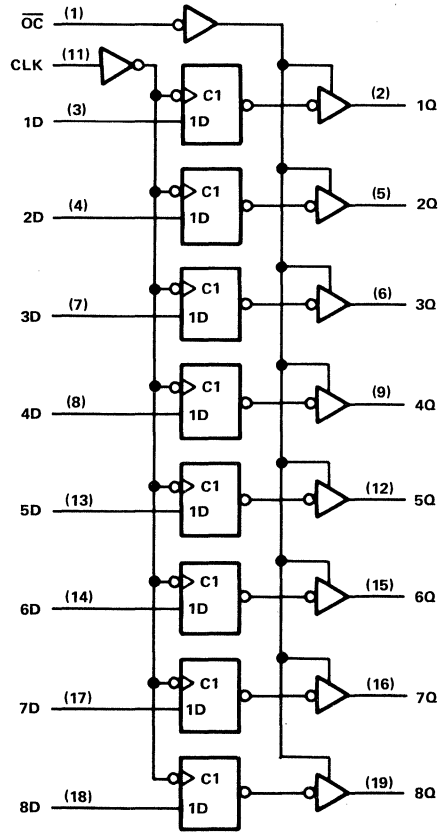 OC (1)
CLK (11)
C1 (2) 1Q
1D (3) 1D
C1 (5) 2Q
2D (4) 1D
C1 (6) 3Q
3D (7) 1D
C1 (9) 4Q
4D (8) 1D
C1 (12) 5Q
5D (13) 1D
C1 (15) 6Q
6D (14) 1D
C1 (16) 7Q
7D (17) 1D
C1 (19) 8Q
8D (18) 1D